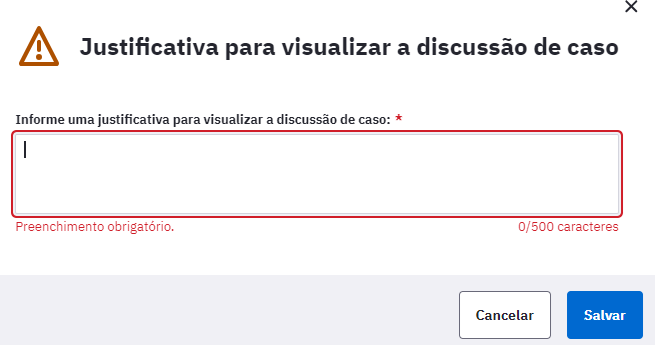 Justificativa para visualizar a discussão de caso
Informe uma justificativa para visualizar a discussão de caso: *
Preenchimento obrigatório.
0/500 caracteres
Cancelar
Salvar